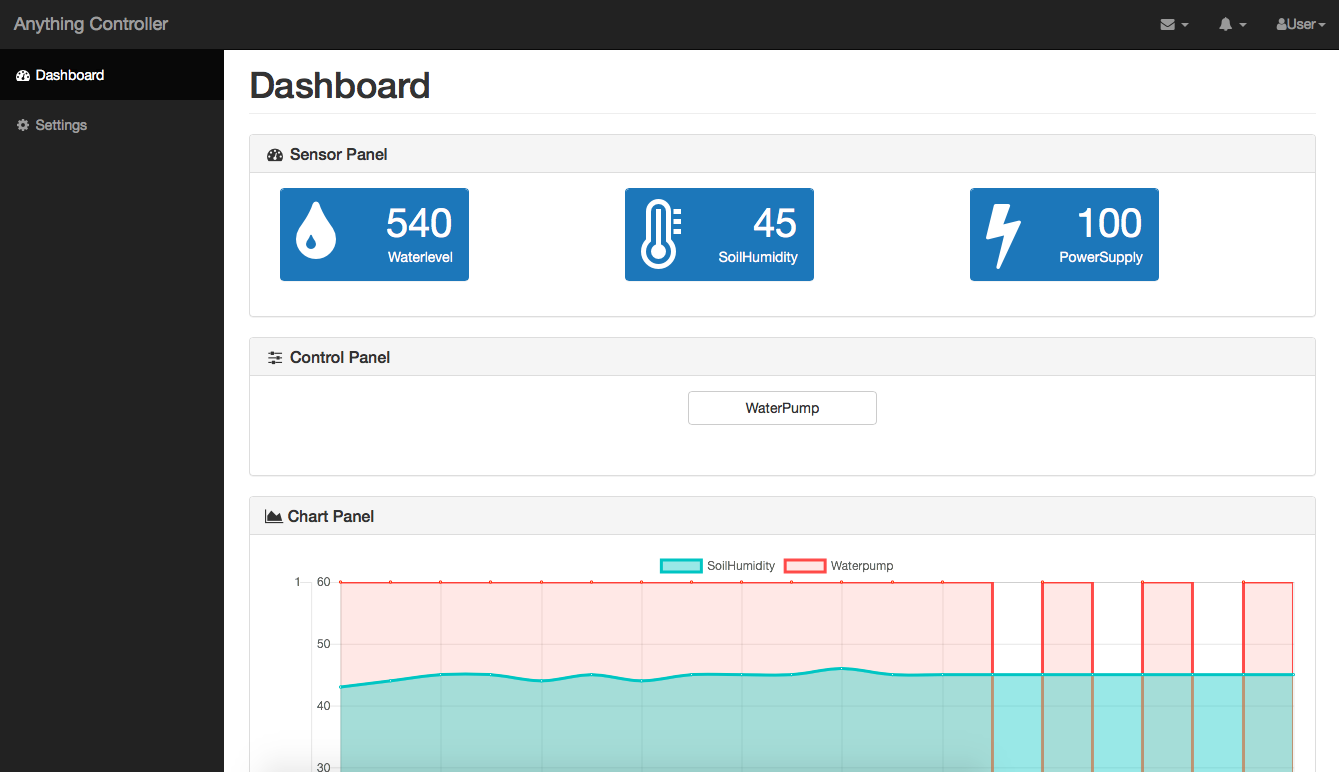 Anything Controller
User
Dashboard
Settings
Dashboard
Sensor Panel
540
Waterlevel
45
SoilHumidity
100
PowerSupply
Control Panel
WaterPump
Chart Panel
SoilHumidity Waterpump
1 60
50
40
30